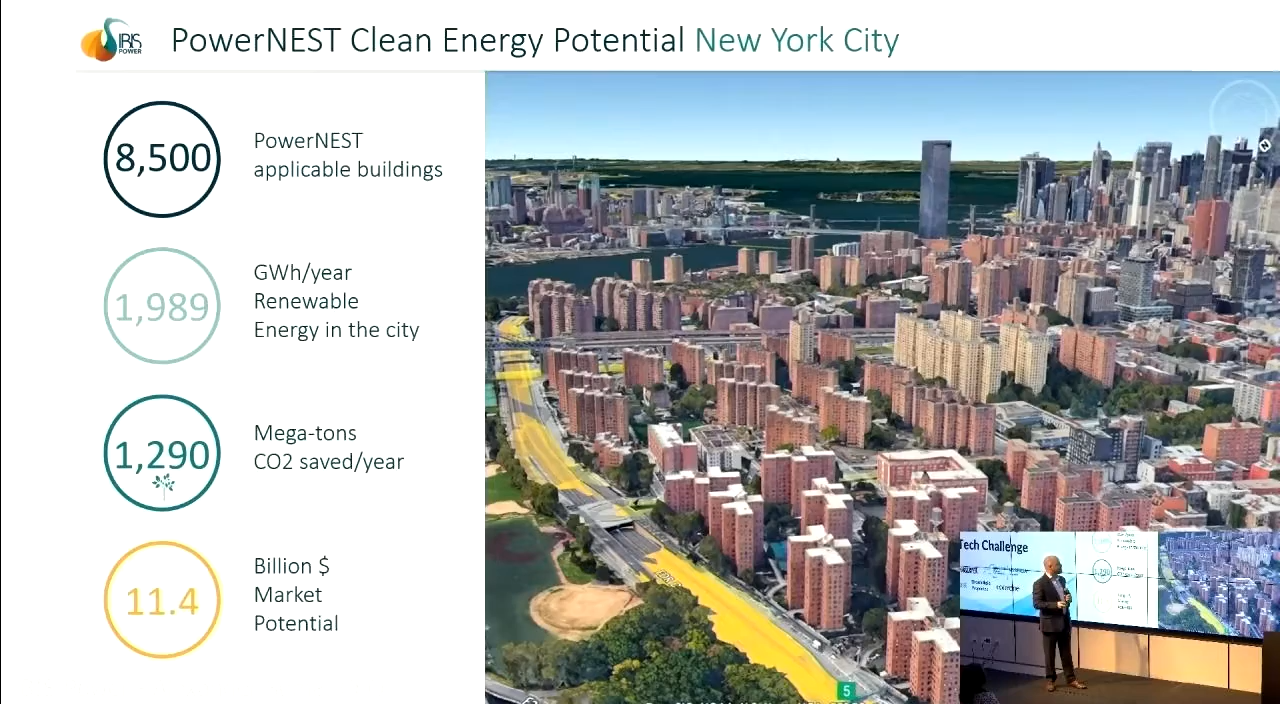 IRIS
POWER
PowerNEST Clean Energy Potential New York City
8,500
PowerNEST
applicable buildings
1,989
GWh/year
Renewable
Energy in the city
1,290
Mega-tons
CO2 saved/year
11.4
Billion $
Market
Potential
5
Tech Challenge